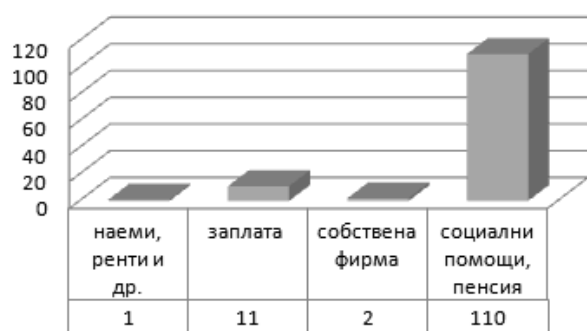 120
100
80
60
40
20
0
наеми, ренти и др.
заплата
собствена фирма
социални помощи, пенсия
1 11 2 110